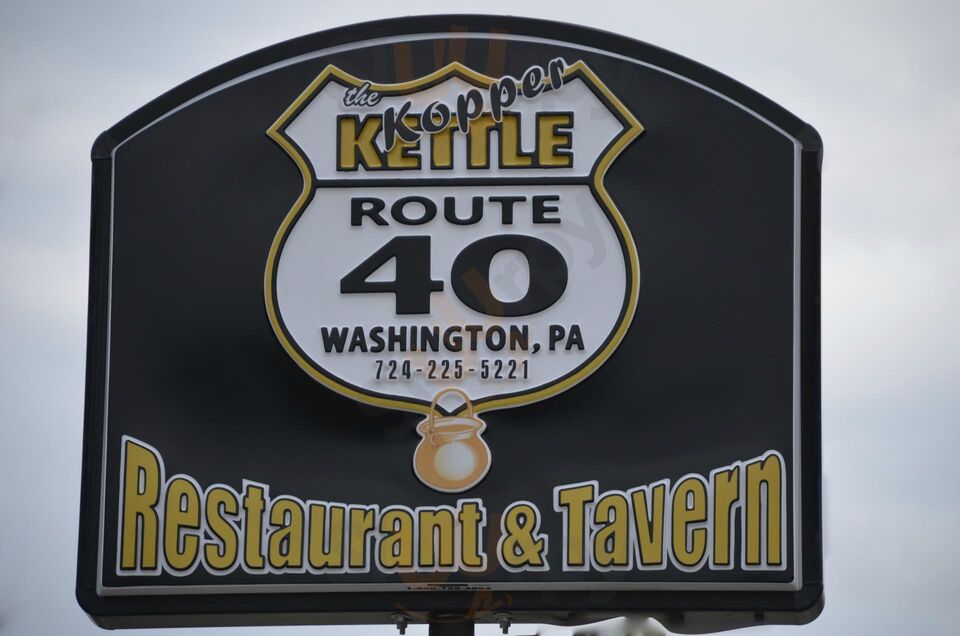 the Kopper
KETTLE
ROUTE
40
WASHINGTON, PA
724-225-5221
Restaurant & Tavern